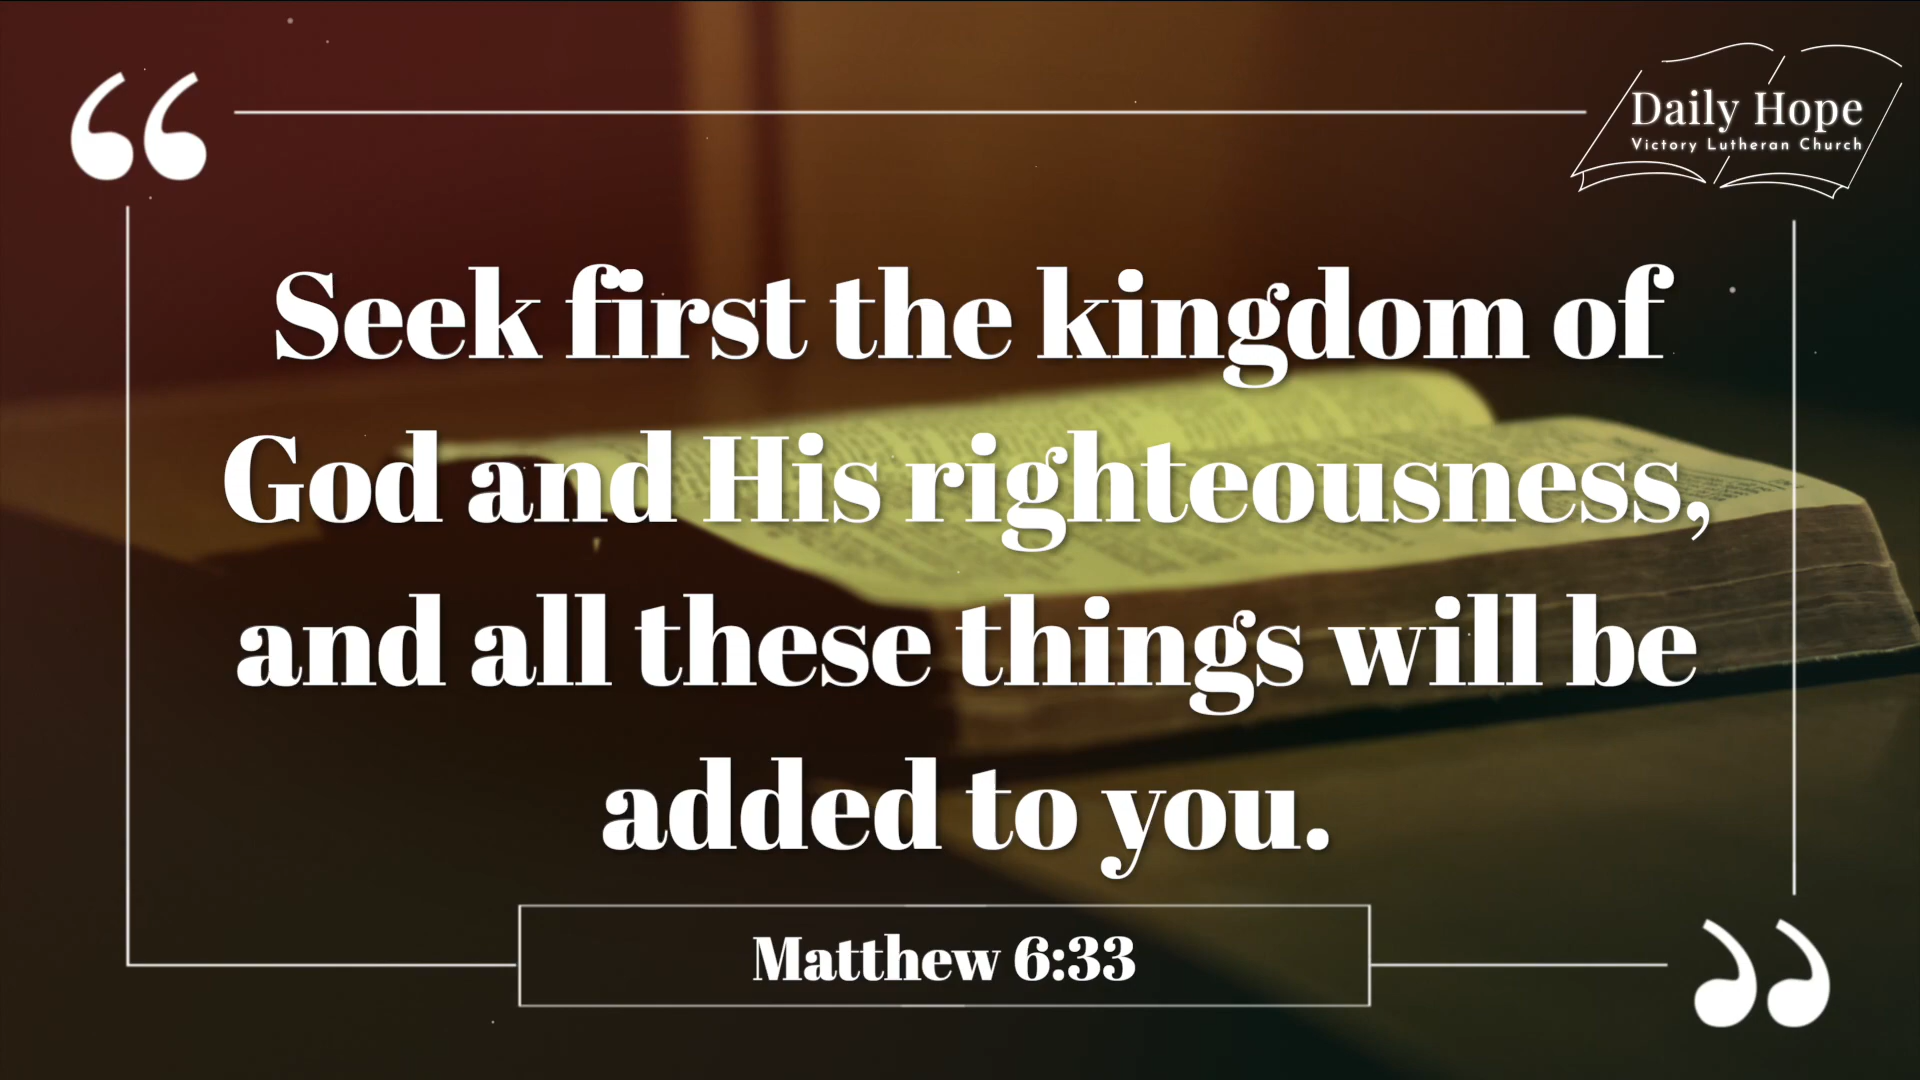 “
Daily Hope
Victory Lutheran Church
Seek first the kingdom of
God and His righteousness,
and all these things will be
added to you.
Matthew 6:33
”